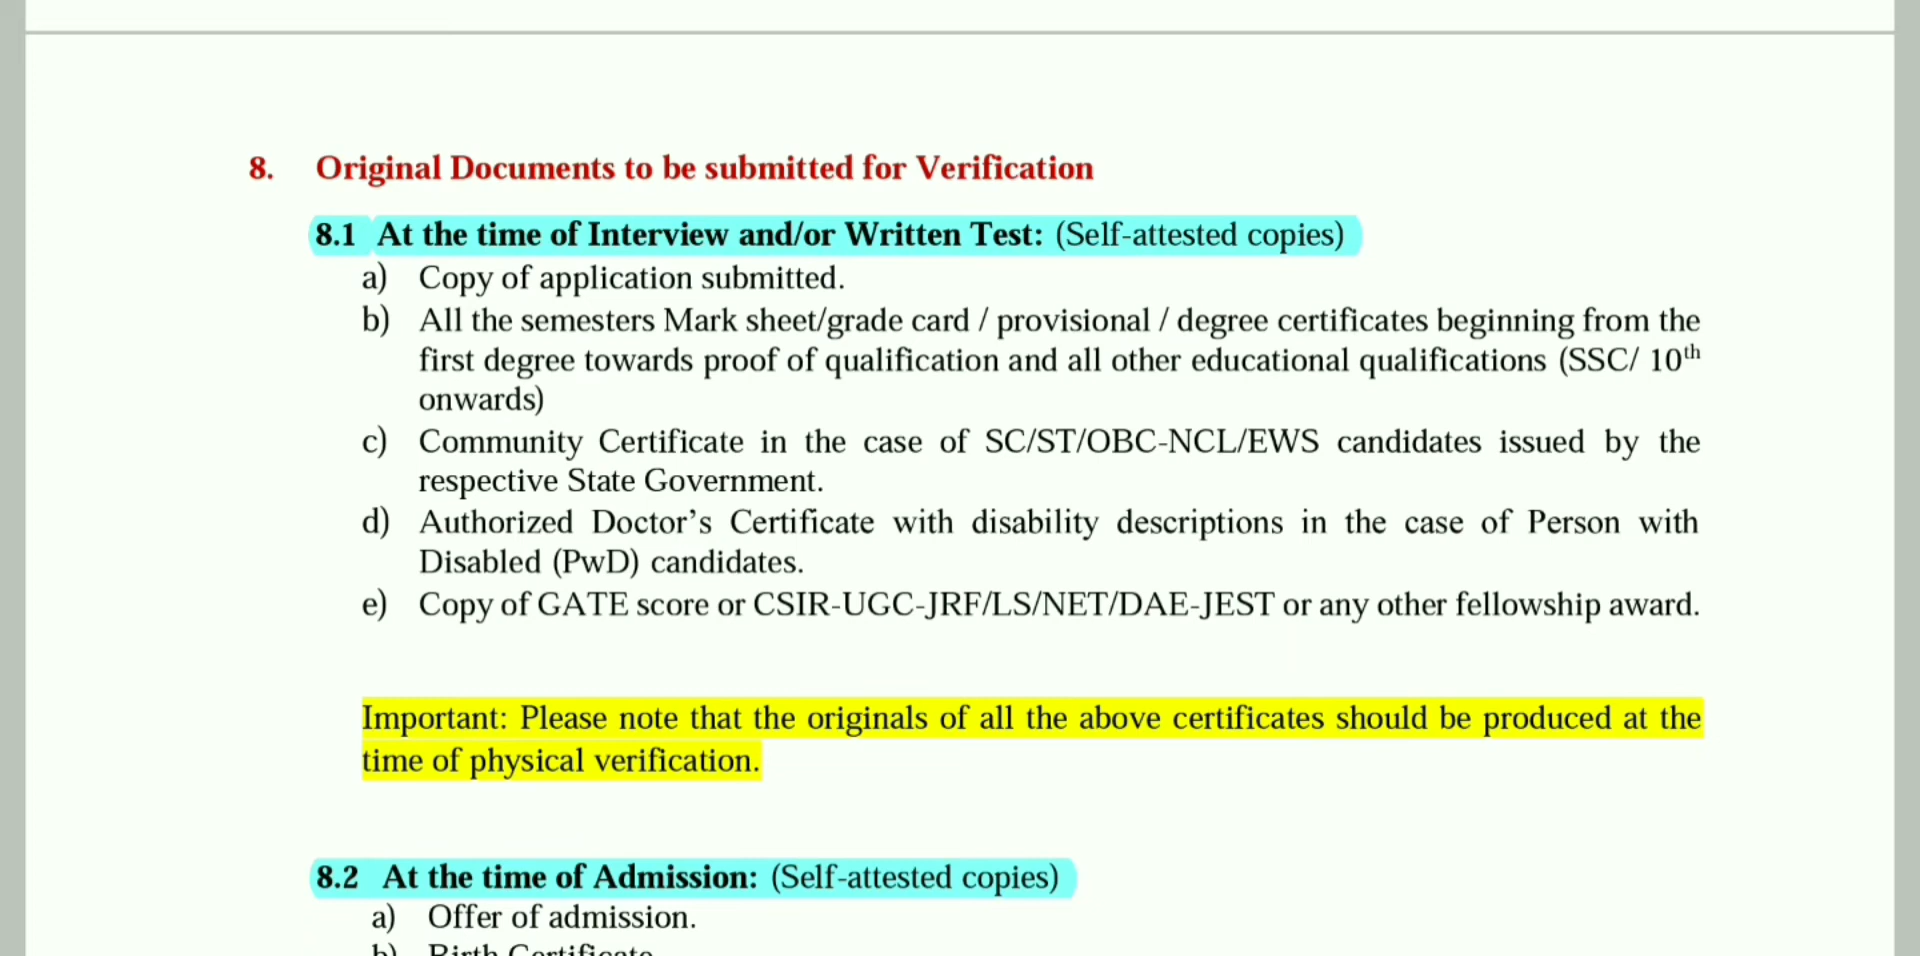 8. Original Documents to be submitted for Verification
8.1 At the time of Interview and/or Written Test: (Self-attested copies)
a) Copy of application submitted.
b) All the semesters Mark sheet/grade card / provisional / degree certificates beginning from the
first degree towards proof of qualification and all other educational qualifications (SSC/ 10th
onwards)
c) Community Certificate in the case of SC/ST/OBC-NCL/EWS candidates issued by the
respective State Government.
d) Authorized Doctor’s Certificate with disability descriptions in the case of Person with
Disabled (PwD) candidates.
e) Copy of GATE score or CSIR-UGC-JRF/LS/NET/DAE-JEST or any other fellowship award.
Important: Please note that the originals of all the above certificates should be produced at the
time of physical verification.
8.2 At the time of Admission: (Self-attested copies)
a) Offer of admission.
b) Birth Certificate